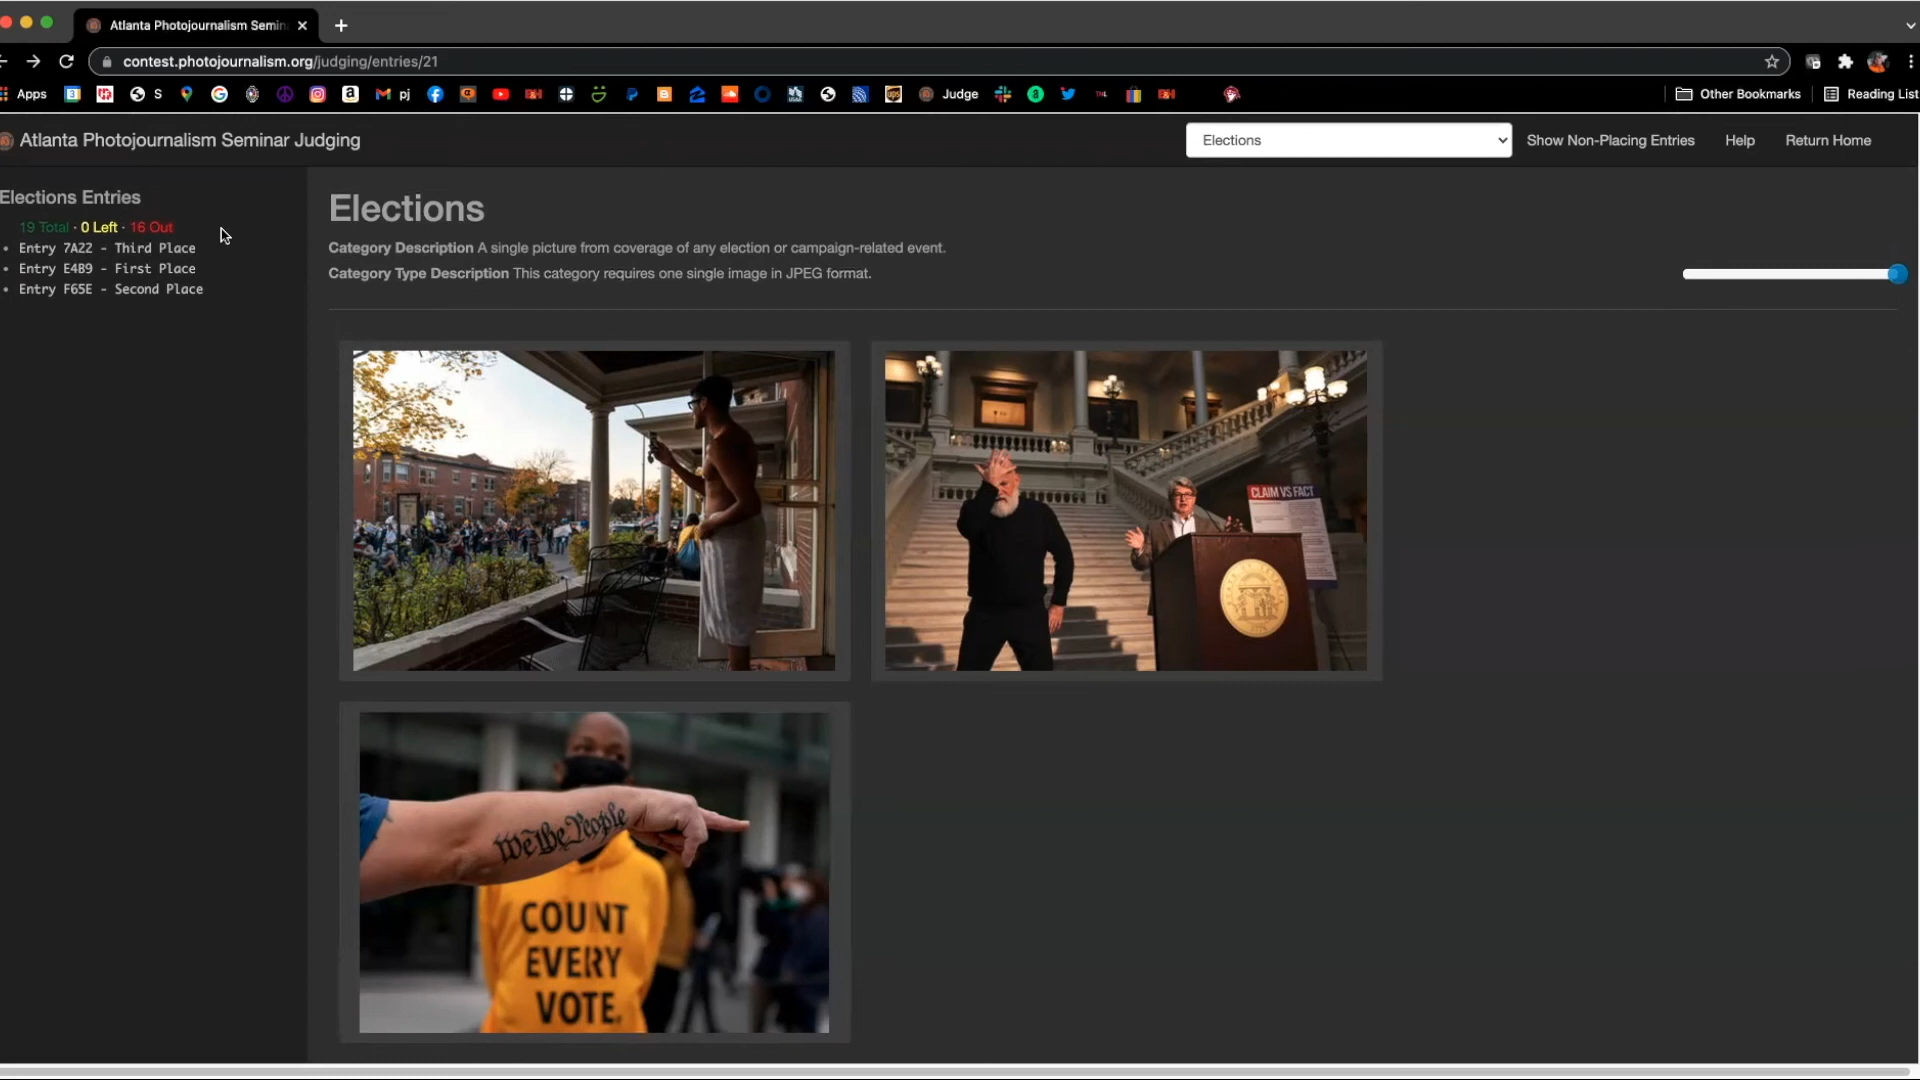 Atlanta Photojournalism Semin
contest.photojournalism.org/judging/entries/21
Apps
S
pj
Judge
Other Bookmarks
Reading List
Atlanta Photojournalism Seminar Judging
Elections
Show Non-Placing Entries
Help
Return Home
Elections Entries
19 Total · 0 Left · 16 Out
Entry 7A22 - Third Place
Entry E4B9 - First Place
Entry F65E - Second Place
Elections
Category Description A single picture from coverage of any election or campaign-related event.
Category Type Description This category requires one single image in JPEG format.
CLAIM VS FACT
We The People
COUNT
EVERY
VOTE.